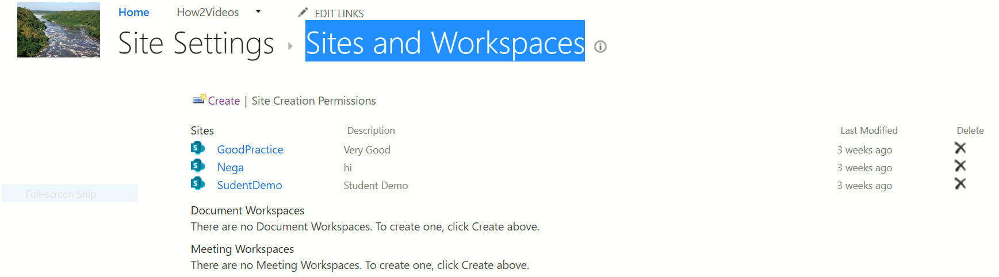 Home How2Videos EDIT LINKS
Site Settings Sites and Workspaces
Create | Site Creation Permissions
Sites Description Last Modified Delete
GoodPractice Very Good 3 weeks ago
Nega hi 3 weeks ago
SudentDemo Student Demo 3 weeks ago
Full-screen Snip
Document Workspaces
There are no Document Workspaces. To create one, click Create above.
Meeting Workspaces
There are no Meeting Workspaces. To create one, click Create above.